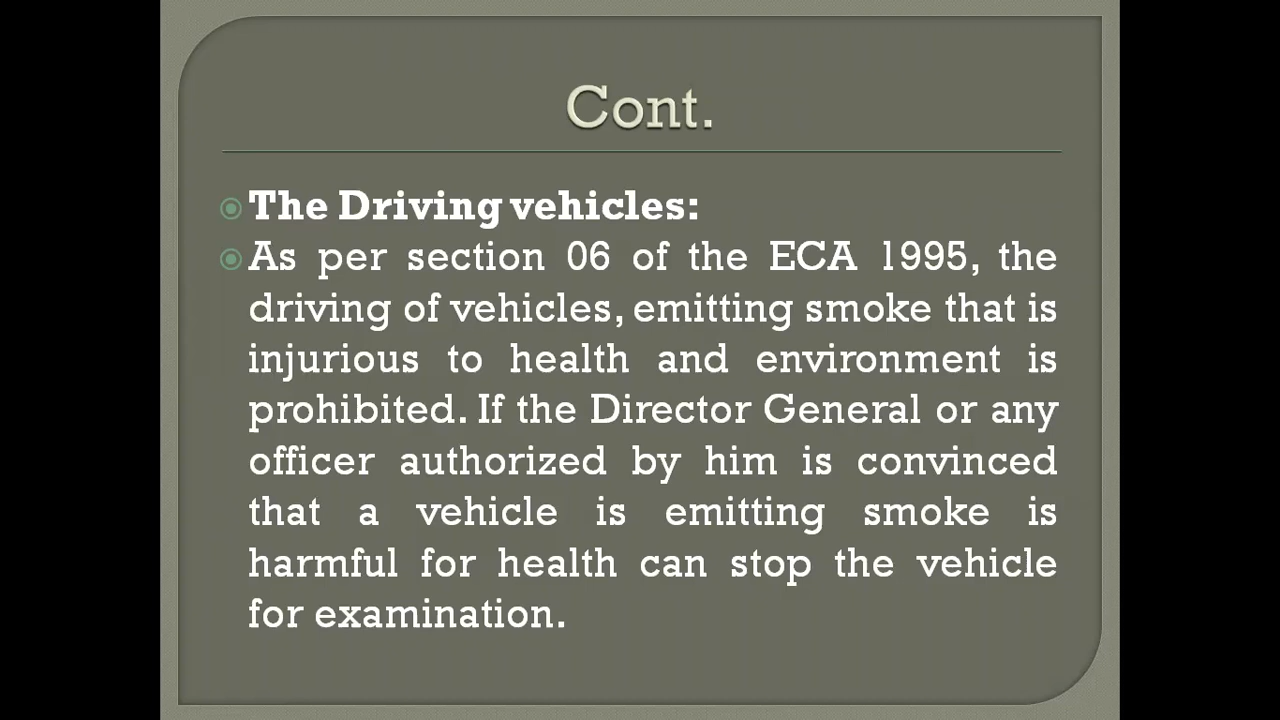 Cont.
The Driving vehicles:
As per section 06 of the ECA 1995, the
driving of vehicles, emitting smoke that is
injurious to health and environment is
prohibited. If the Director General or any
officer authorized by him is convinced
that a vehicle is emitting smoke is
harmful for health can stop the vehicle
for examination.